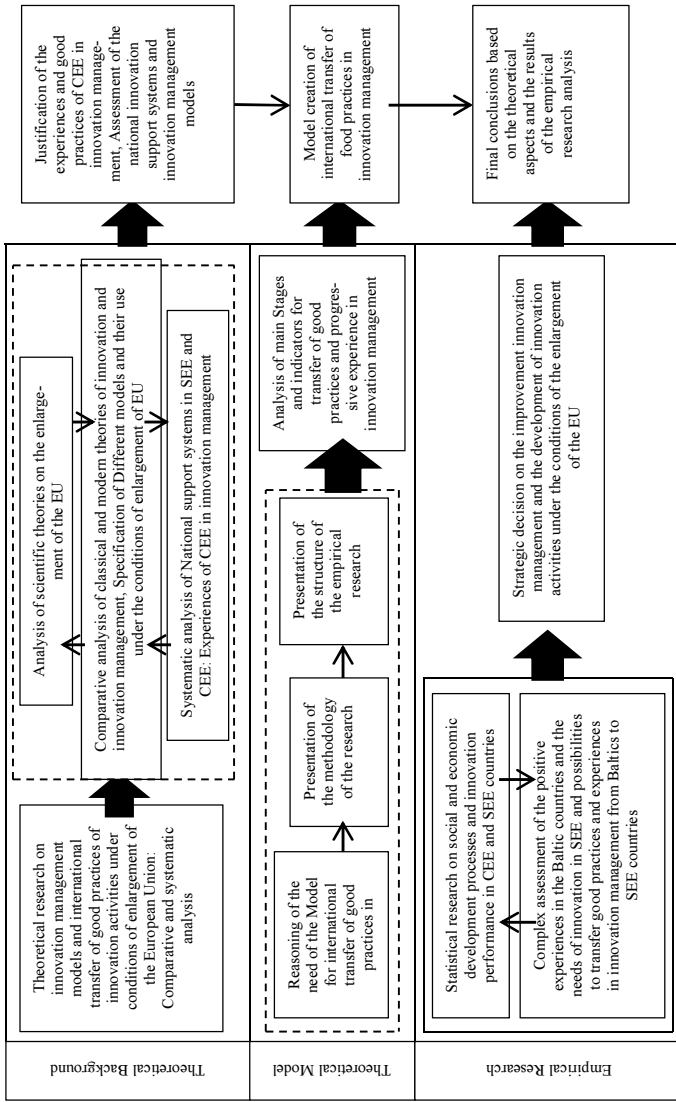 Theoretical Background
Theoretical research on
innovation management
models and international
transfer of good practices of
innovation activities under
conditions of enlargement of
the European Union:
Comparative and systematic
analysis
Analysis of scientific theories on the enlarge-
ment of the EU
Comparative analysis of classical and modern theories of innovation and
innovation management, Specification of Different models and their use
under the conditions of enlargement of EU
Systematic analysis of National support systems in SEE and
CEE: Experiences of CEE in innovation management
Justification of the
experiences and good
practices of CEE in
innovation manage-
ment, Assessment of the
national innovation
support systems and
innovation management
models
Theoretical Model
Reasoning of the
need of the Model
for international
transfer of good
practices in
Presentation of
the methodology
of the research
Presentation of
the structure of
the empirical
research
Analysis of main Stages
and indicators for
transfer of good
practices and progres-
sive experience in
innovation management
Model creation of
international transfer of
food practices in
innovation management
Empirical Research
Statistical research on social and economic
development processes and innovation
performance in CEE and SEE countries
Complex assessment of the positive
experiences in the Baltic countries and the
needs of innovation in SEE and possibilities
to transfer good practices and experiences
in innovation management from Baltics to
SEE countries
Strategic decision on the improvement innovation
management and the development of innovation
activities under the conditions of the enlargement
of the EU
Final conclusions based
on the theoretical
aspects and the results
of the empirical
research analysis